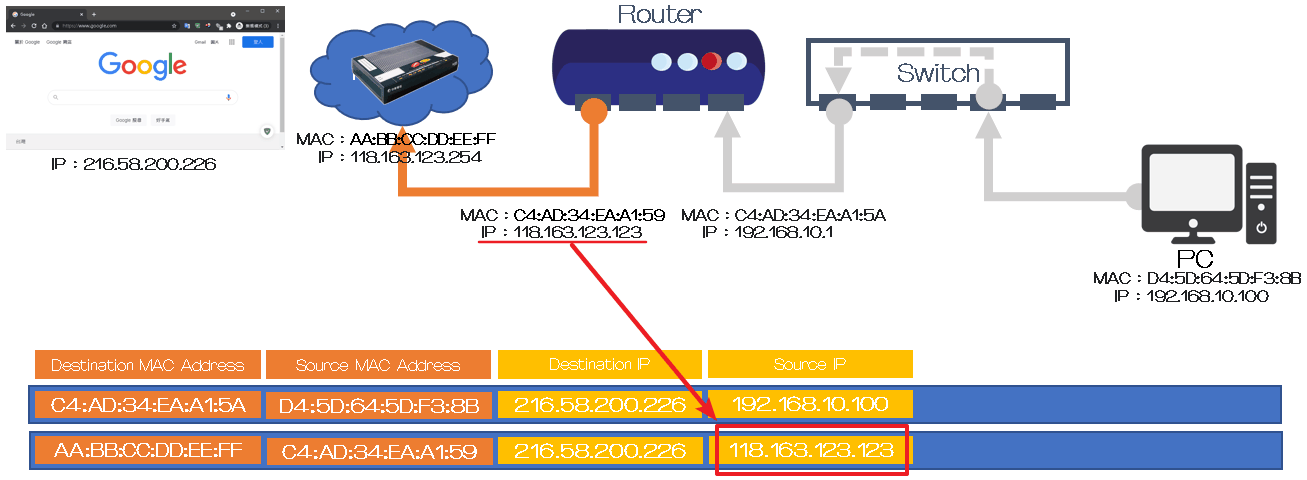 Google
https://www.google.com
無痕模式 (3)
關於 Google
Google 商店
Gmail
圖片
登入
Google
Google 搜尋
好手氣
台灣
IP：216.58.200.226
MAC：AA:BB:CC:DD:EE:FF
IP：118.163.123.254
Router
Switch
MAC：C4:AD:34:EA:A1:59
IP：118.163.123.123
MAC：C4:AD:34:EA:A1:5A
IP：192.168.10.1
PC
MAC：D4:5D:64:5D:F3:8B
IP：192.168.10.100
Destination MAC Address
Source MAC Address
Destination IP
Source IP
C4:AD:34:EA:A1:5A
D4:5D:64:5D:F3:8B
216.58.200.226
192.168.10.100
AA:BB:CC:DD:EE:FF
C4:AD:34:EA:A1:59
216.58.200.226
118.163.123.123